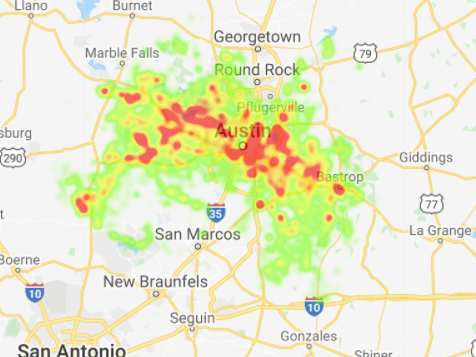 Llano
Burnet
Georgetown
Marble Falls
79
Round Rock
Pflugerville
sburg
Austin
290
Giddings
Bastrop
77
35
La Grange
San Marcos
Boerne
New Braunfels
10
10
Seguin
Gonzales
San Antonio
Shiner